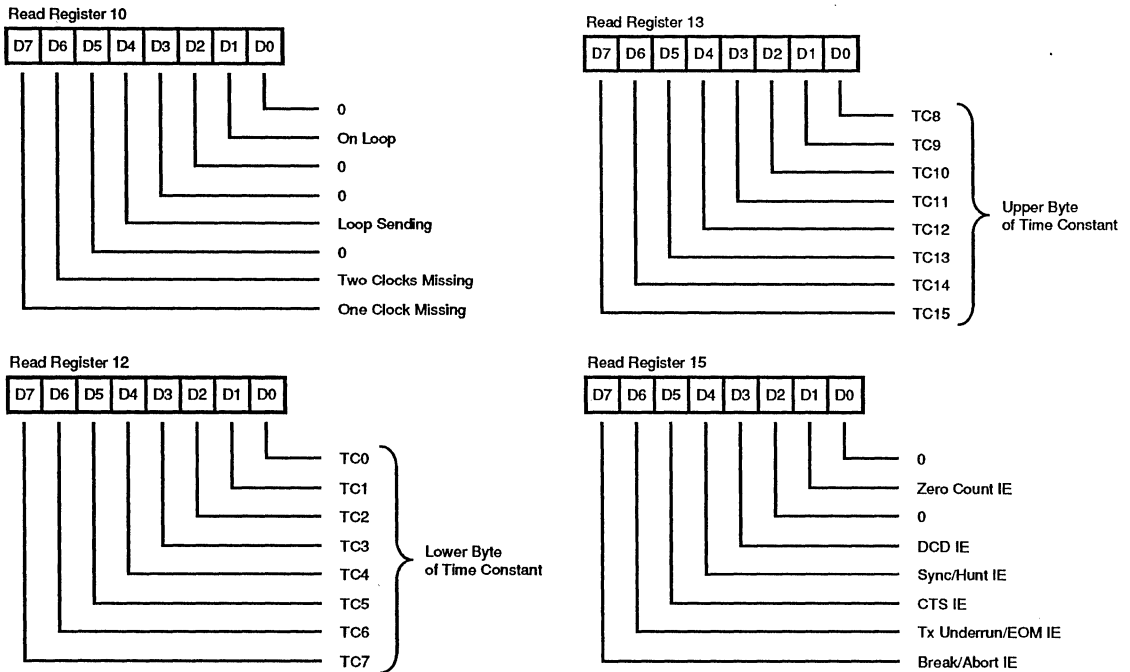 Read Register 10
D7 D6 D5 D4 D3 D2 D1 D0
0
On Loop
0
0
Loop Sending
0
Two Clocks Missing
One Clock Missing
Read Register 13
D7 D6 D5 D4 D3 D2 D1 D0
TC8
TC9
TC10
TC11
TC12
TC13
TC14
TC15
Upper Byte
of Time Constant
Read Register 12
D7 D6 D5 D4 D3 D2 D1 D0
TC0
TC1
TC2
TC3
TC4
TC5
TC6
TC7
Lower Byte
of Time Constant
Read Register 15
D7 D6 D5 D4 D3 D2 D1 D0
0
Zero Count IE
0
DCD IE
Sync/Hunt IE
CTS IE
Tx Underrun/EOM IE
Break/Abort IE